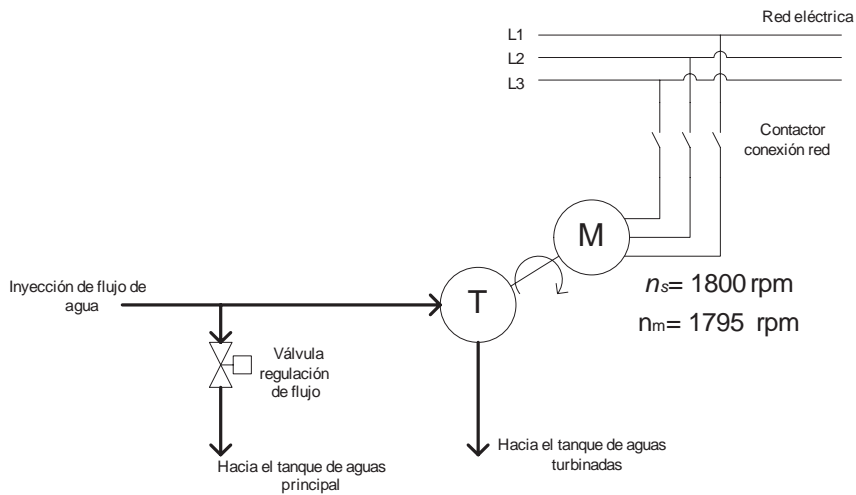 Red eléctrica
L1
L2
L3
Contactor
conexión red
M
ns= 1800 rpm
nm= 1795 rpm
T
Inyección de flujo de
agua
Válvula
regulación
de flujo
Hacia el tanque de aguas
principal
Hacia el tanque de aguas
turbinadas